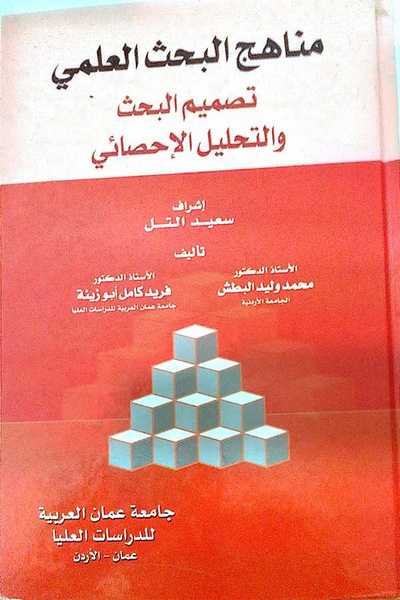 مناهج البحث العلمي
تصميم البحث
والتحليل الإحصائي
إشراف
سعيد التل
تأليف
الأستاذ الدكتور
محمد وليد البطش
الجامعة الأردنية
الأستاذ الدكتور
فريد كامل أبو زينة
جامعة عمان العربية للدراسات العليا
جامعة عمان العربية
للدراسات العليا
عمان - الأردن